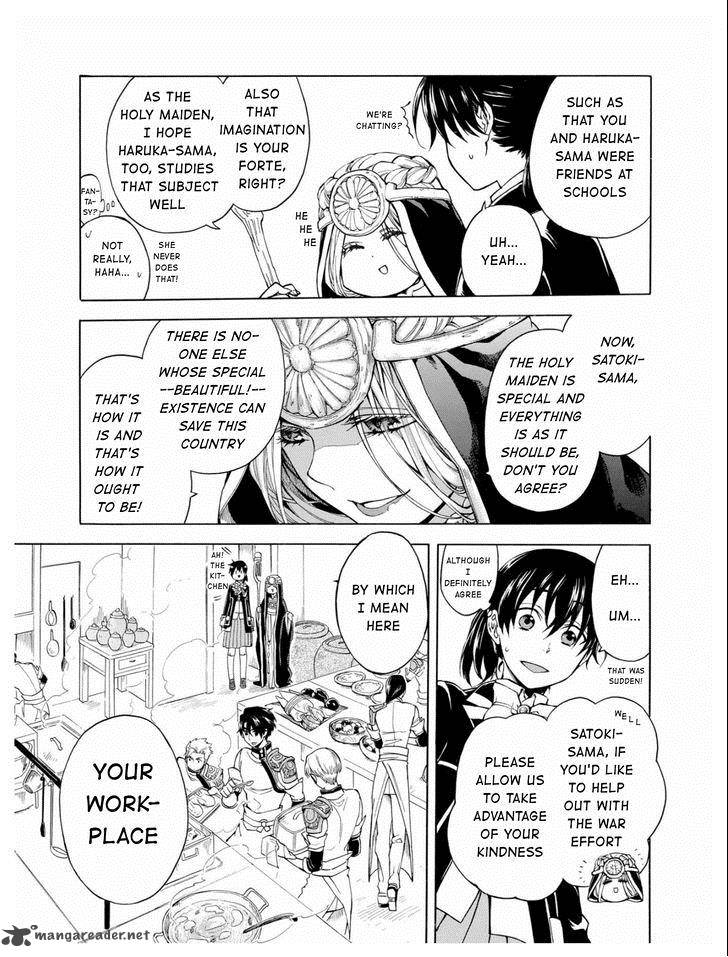 SUCH AS
THAT YOU
AND HARUKA-
SAMA WERE
FRIENDS AT
SCHOOLS
UH...
YEAH...
WE'RE
CHATTING?
ALSO
THAT
IMAGINATION
IS YOUR
FORTE,
RIGHT?
AS THE
HOLY MAIDEN,
I HOPE
HARUKA-SAMA,
TOO, STUDIES
THAT SUBJECT
WELL
HE
HE
HE
FAN-
TASY?
NOT
REALLY,
HAHA...
SHE
NEVER
DOES
THAT!
NOW,
SATOKI-
SAMA,
THE HOLY
MAIDEN IS
SPECIAL AND
EVERYTHING
IS AS IT
SHOULD BE,
DON'T YOU
AGREE?
THERE IS NO-
ONE ELSE
WHOSE SPECIAL
--BEAUTIFUL!--
EXISTENCE CAN
SAVE THIS
COUNTRY
THAT'S
HOW IT
IS AND
THAT'S
HOW IT
OUGHT
TO BE!
EH...
UM...
ALTHOUGH
I
DEFINITELY
AGREE
THAT WAS
SUDDEN!
WELL
SATOKI-
SAMA, IF
YOU'D LIKE
TO HELP
OUT WITH
THE WAR
EFFORT
PLEASE
ALLOW US
TO TAKE
ADVANTAGE
OF YOUR
KINDNESS
BY WHICH
I MEAN
HERE
AH!
THE
KIT-
CHEN
YOUR
WORK-
PLACE
mangareader.net